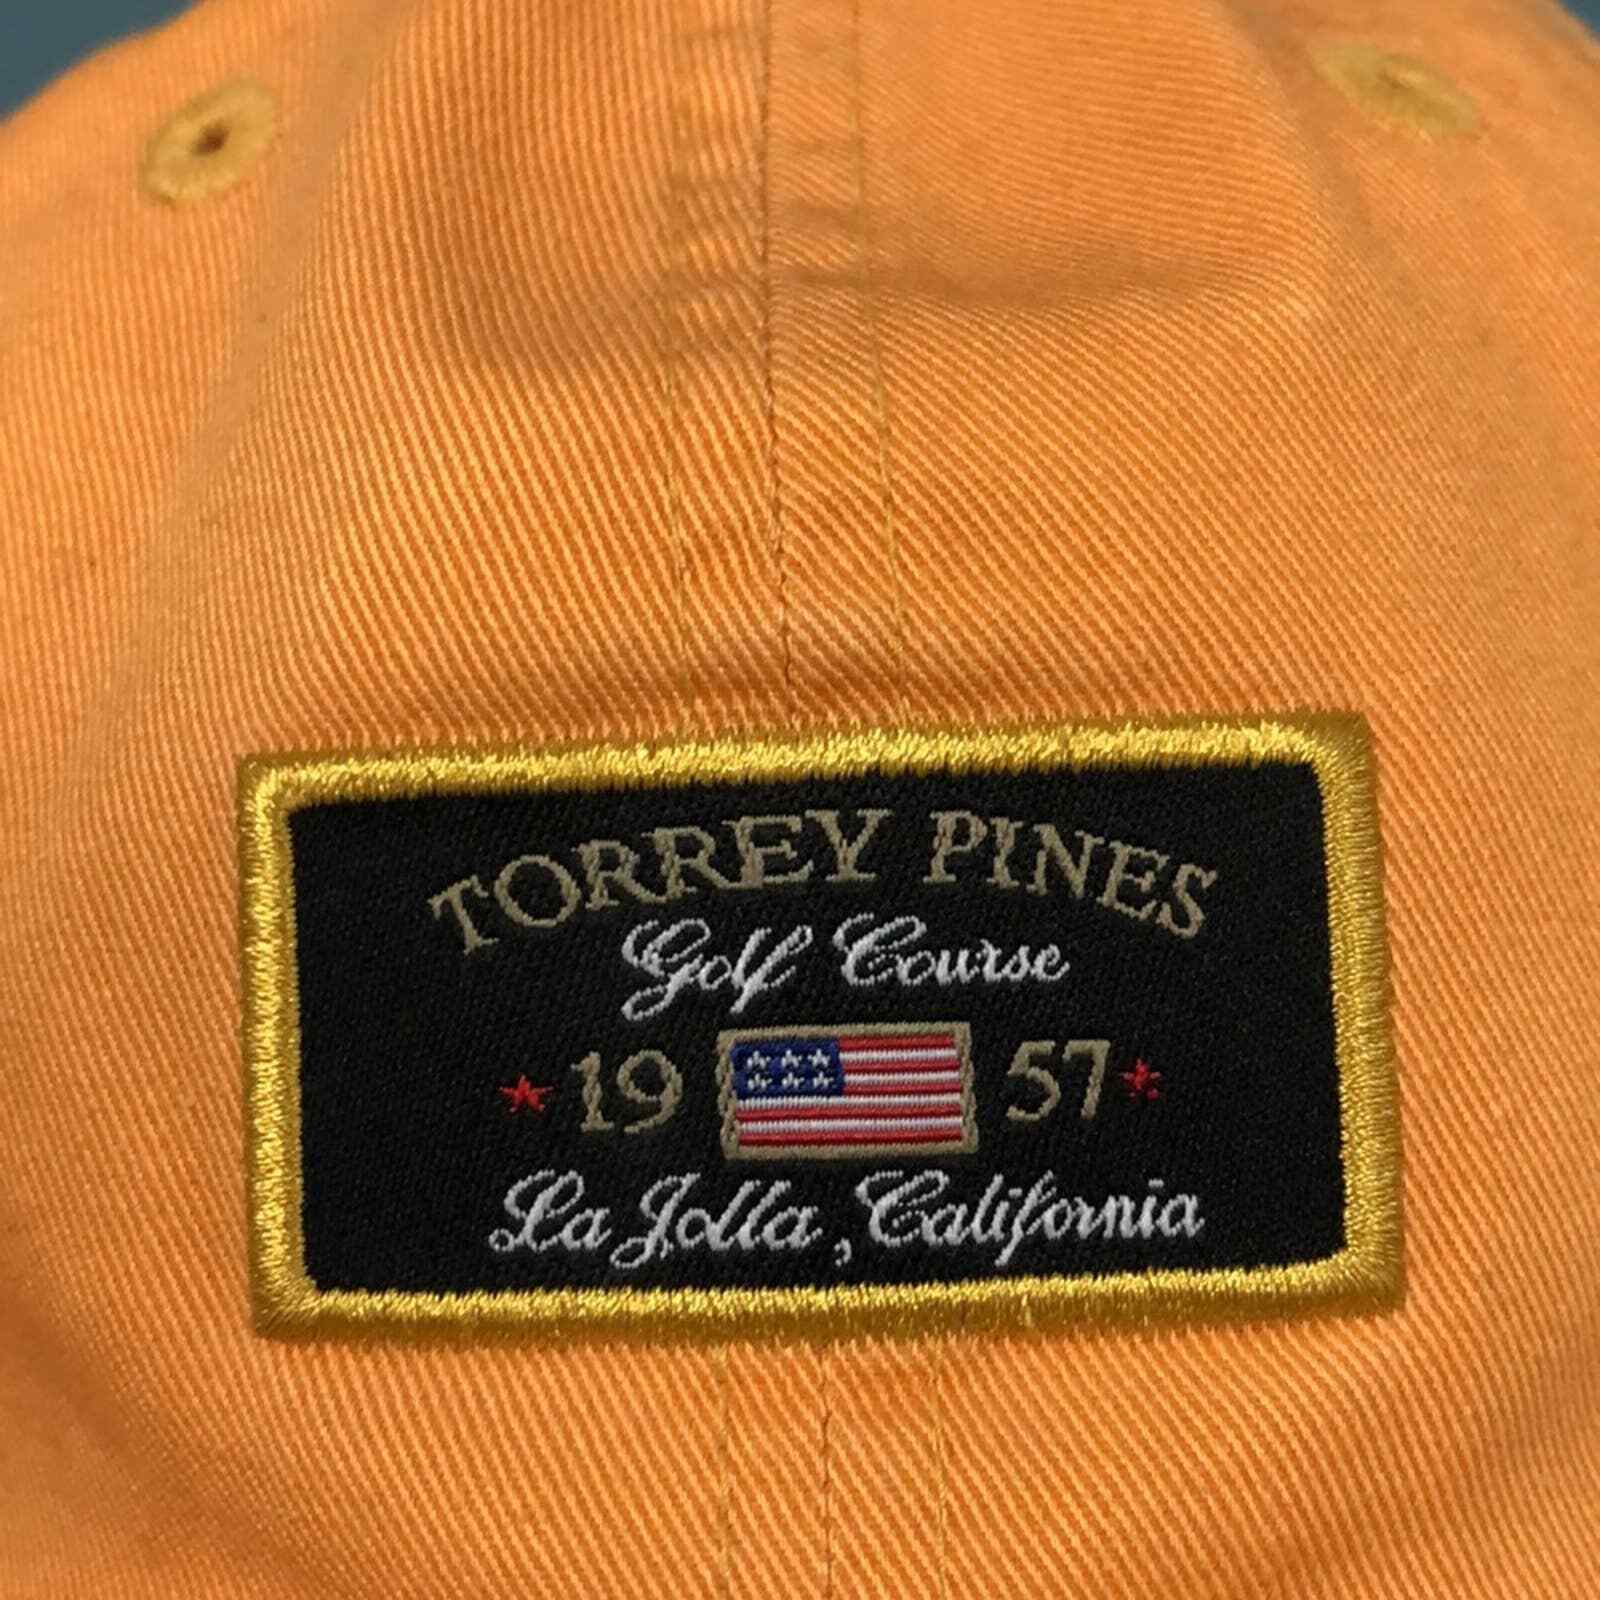 TORREY PINES
Golf Course
19 57
La Jolla, California